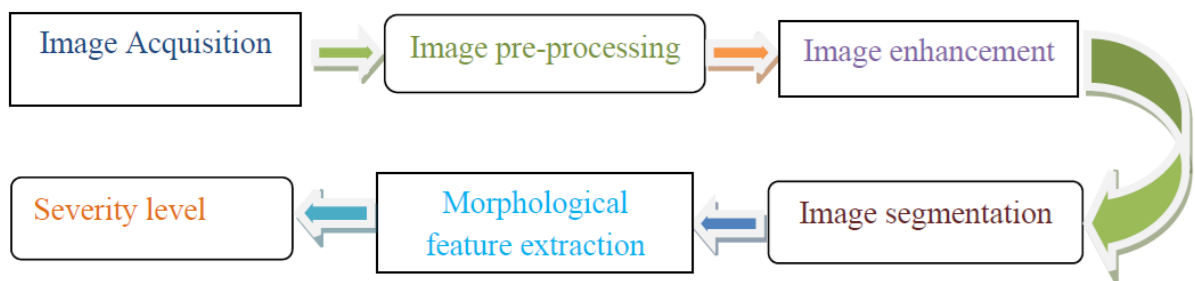 Image Acquisition
Image pre-processing
Image enhancement
Image segmentation
Morphological
feature extraction
Severity level